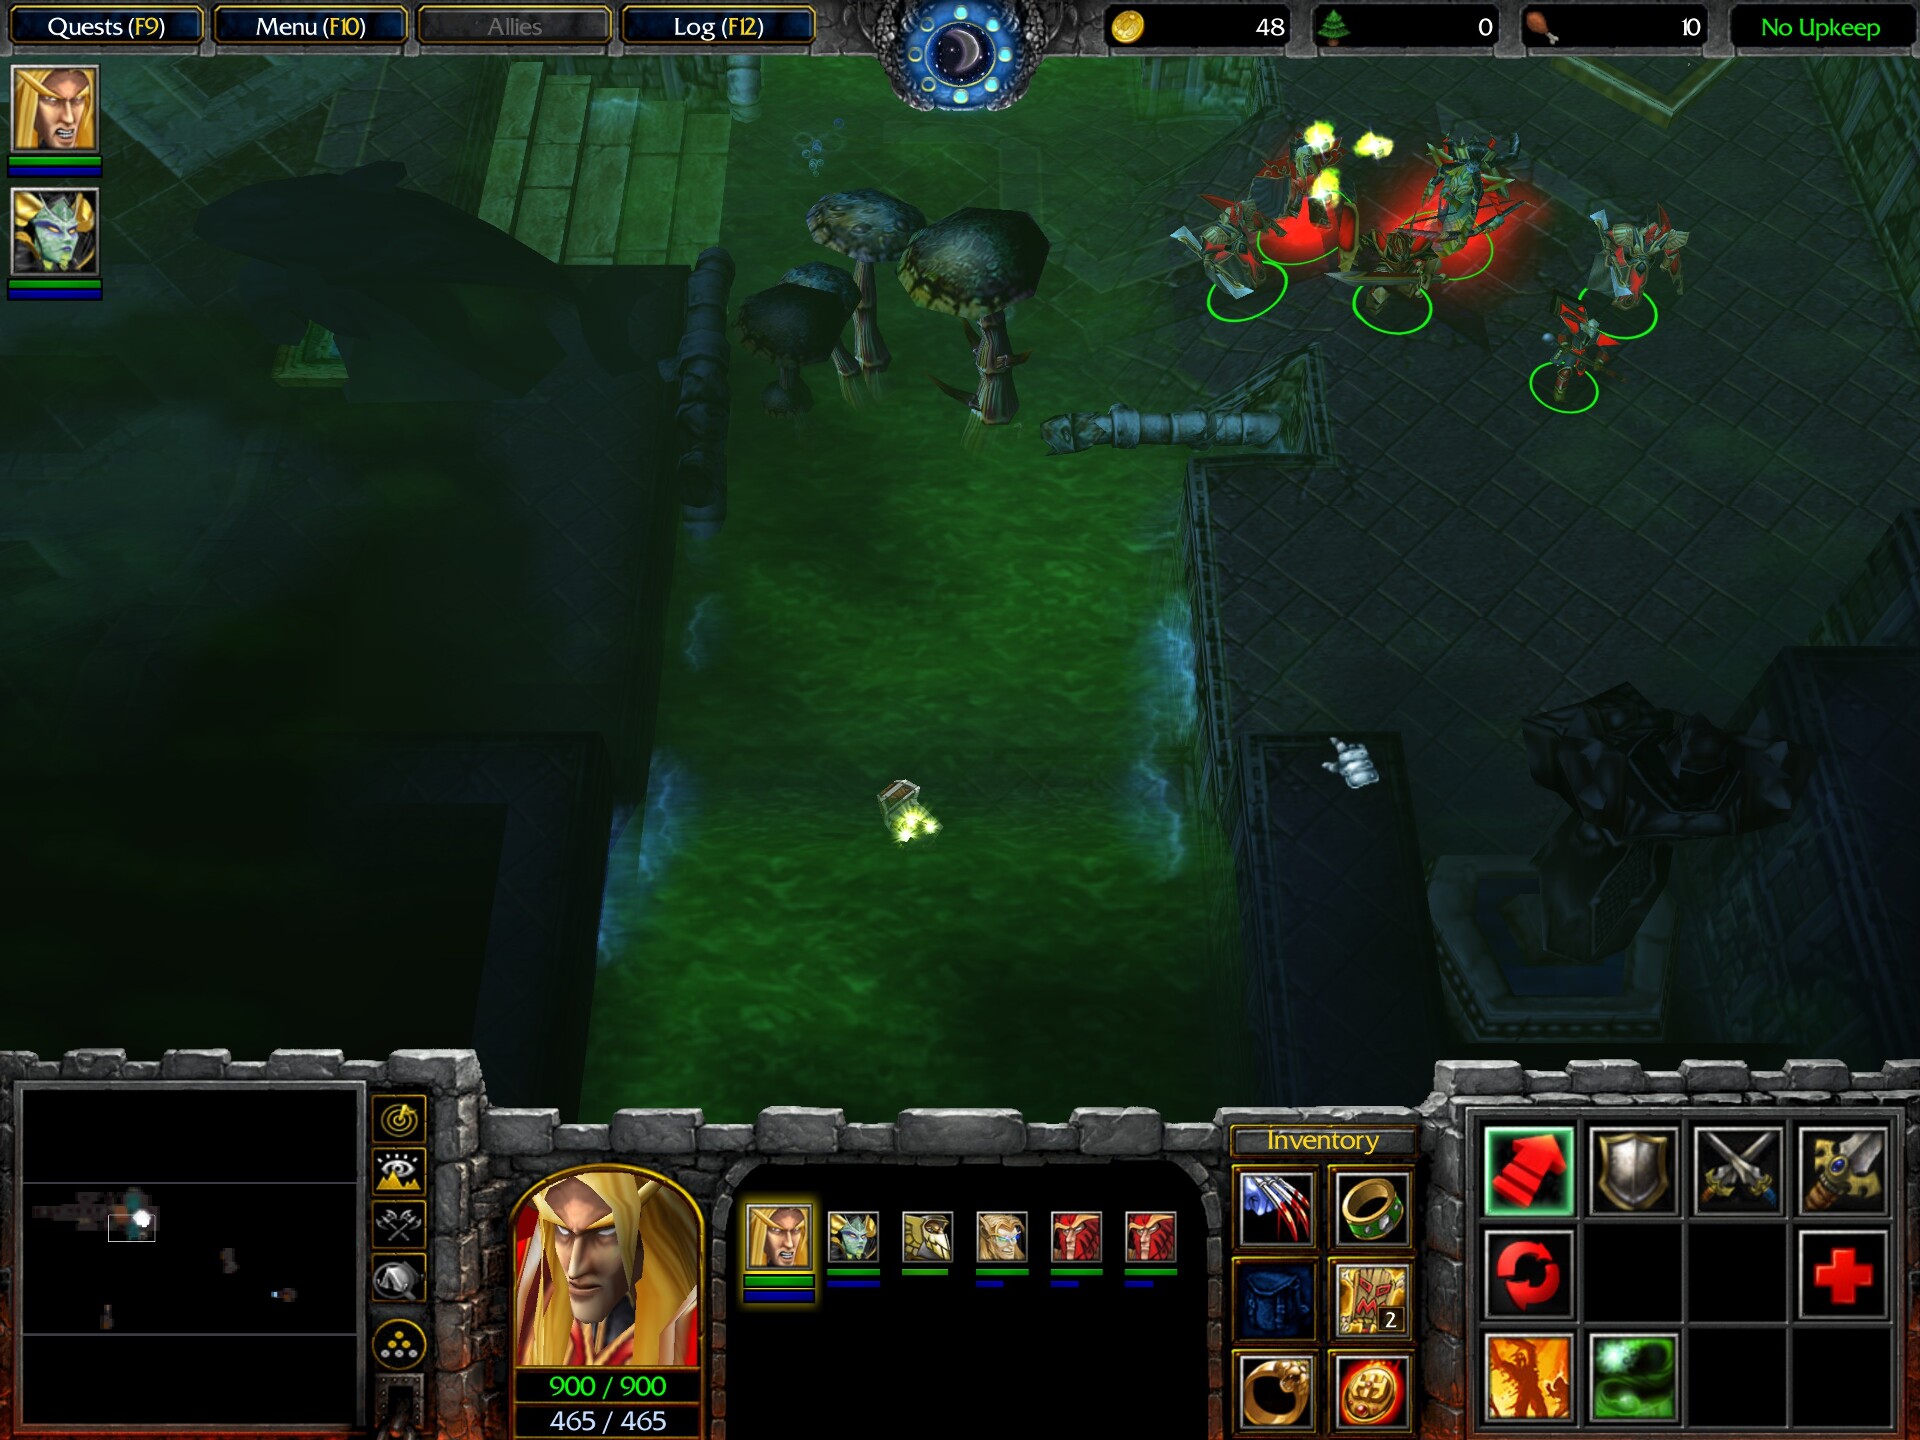 Quests (F9)
Menu (F10)
Allies
Log (F12)
48
0
10
No Upkeep
Inventory
2
900 / 900
465 / 465